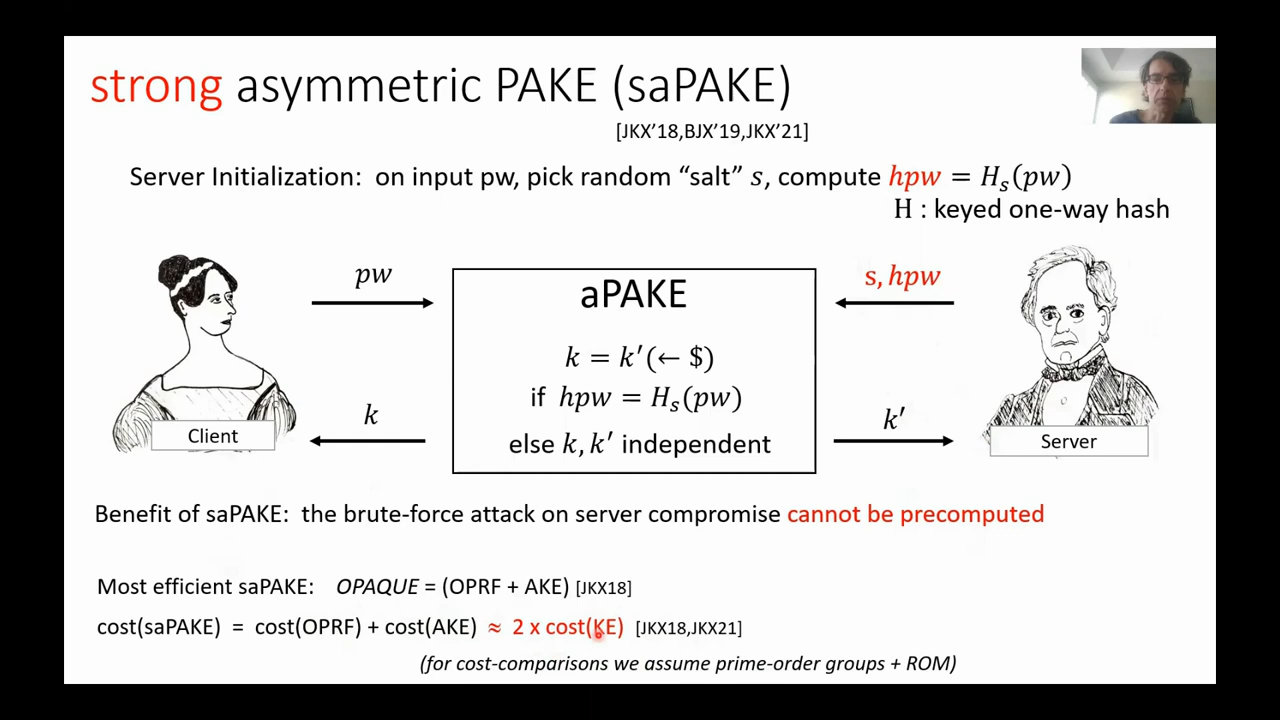 strong asymmetric PAKE (saPAKE)
[JKX'18,BJX'19,JKX'21]
Server Initialization: on input pw, pick random “salt” s, compute hpw = Hₛ(pw)
H : keyed one-way hash
pw
aPAKE
s, hpw
k = k′(← $)
if hpw = Hₛ(pw)
k
else k, k′ independent
k′
Client
Server
Benefit of saPAKE: the brute-force attack on server compromise cannot be precomputed
Most efficient saPAKE: OPAQUE = (OPRF + AKE) [JKX18]
cost(saPAKE) = cost(OPRF) + cost(AKE) ≈ 2 x cost(KE) [JKX18,JKX21]
(for cost-comparisons we assume prime-order groups + ROM)